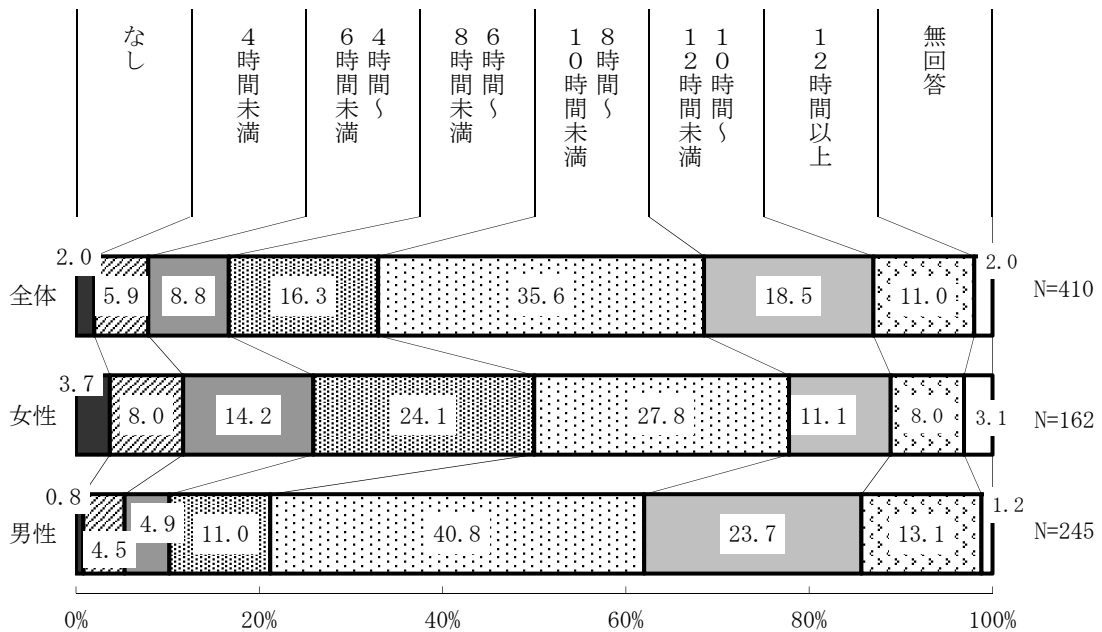 なし
４時間未満
４時間～
６時間未満
６時間～
８時間未満
８時間～
１０時間未満
１０時間～
１２時間未満
１２時間以上
無回答
全体
2.0
5.9
8.8
16.3
35.6
18.5
11.0
2.0
N=410
女性
3.7
8.0
14.2
24.1
27.8
11.1
8.0
3.1
N=162
男性
0.8
4.5
4.9
11.0
40.8
23.7
13.1
1.2
N=245
0%
20%
40%
60%
80%
100%